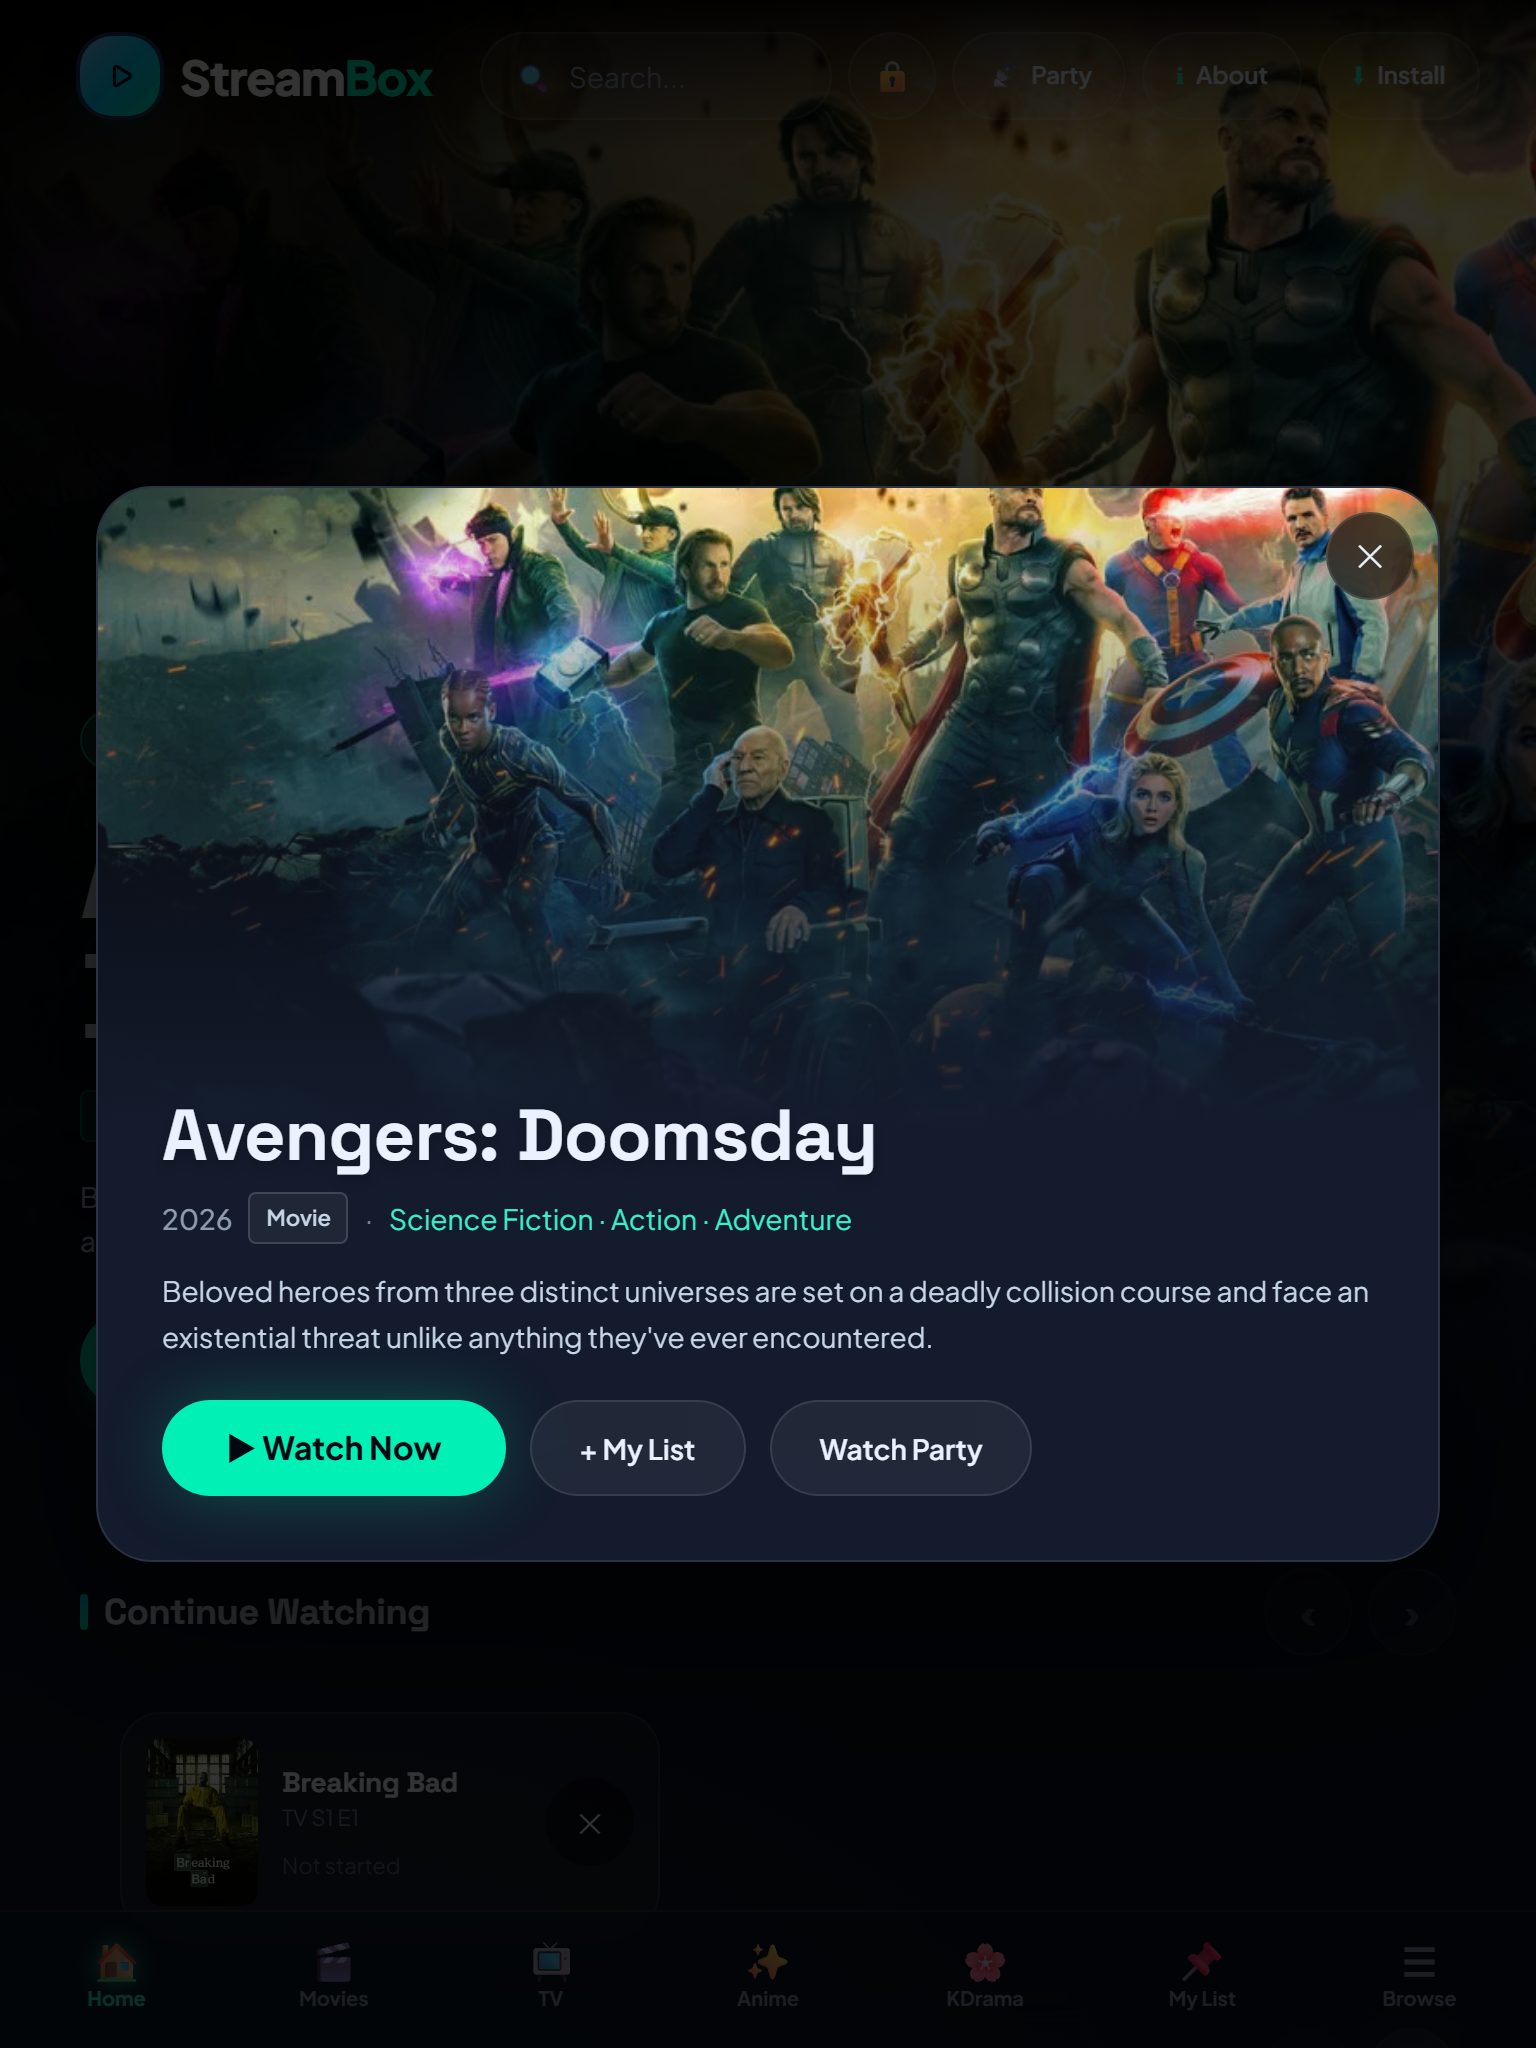 StreamBox
Search...
Party
About
Install
Avengers: Doomsday
2026 Movie · Science Fiction · Action · Adventure
Beloved heroes from three distinct universes are set on a deadly collision course and face an
existential threat unlike anything they've ever encountered.
▶ Watch Now
+ My List
Watch Party
Continue Watching
Breaking Bad
TV S1 E1
Not started
Breaking
Bad
Home
Movies
TV
Anime
KDrama
My List
Browse